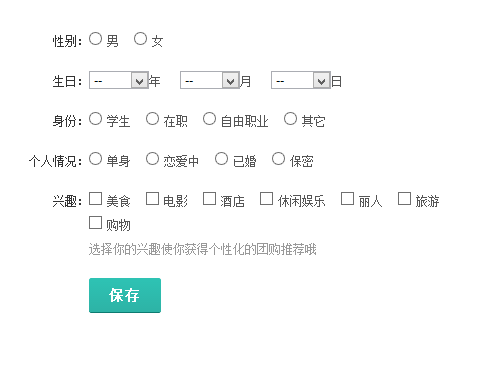 性别： 男 女
生日： -- 年 -- 月 -- 日
身份： 学生 在职 自由职业 其它
个人情况： 单身 恋爱中 已婚 保密
兴趣： 美食 电影 酒店 休闲娱乐 丽人 旅游
购物
选择你的兴趣使你获得个性化的团购推荐哦
保存